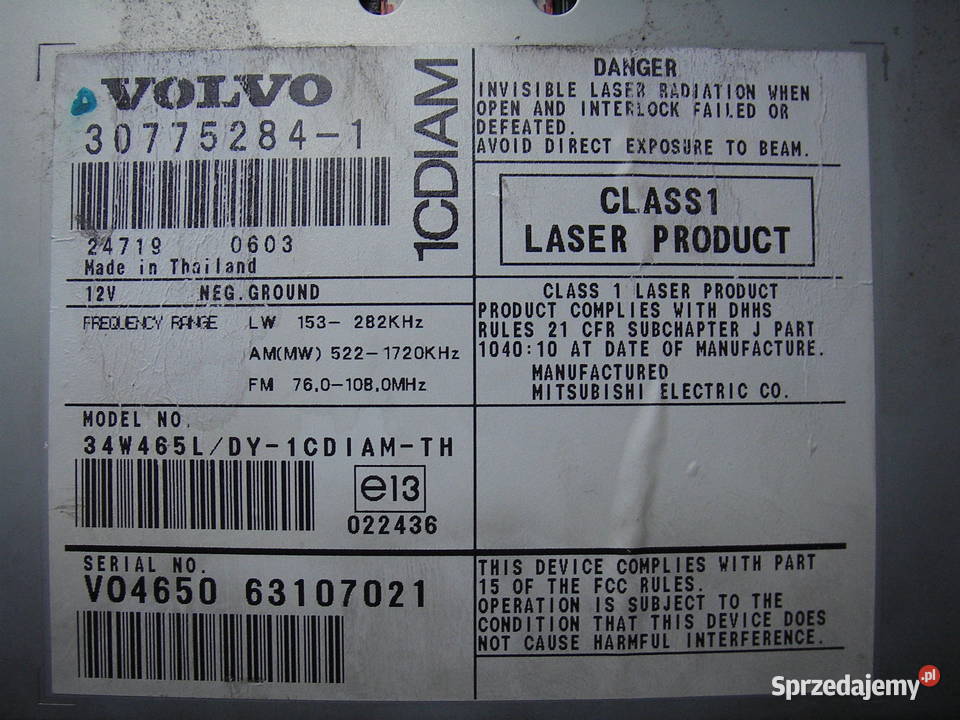 VOLVO
30775284-1
1CDIAM
24719 0603
Made in Thailand
12V NEG.GROUND
FREQUENCY RANGE LW 153- 282KHz
AM(MW) 522-1720KHz
FM 76.0-108.0MHz
MODEL NO.
34W465L/DY-1CDIAM-TH
e13
022436
SERIAL NO.
VO4650 63107021
DANGER
INVISIBLE LASER RADIATION WHEN
OPEN AND INTERLOCK FAILED OR
DEFEATED.
AVOID DIRECT EXPOSURE TO BEAM.
CLASS1
LASER PRODUCT
CLASS 1 LASER PRODUCT
PRODUCT COMPLIES WITH DHHS
RULES 21 CFR SUBCHAPTER J PART
1040:10 AT DATE OF MANUFACTURE.
MANUFACTURED
MITSUBISHI ELECTRIC CO.
THIS DEVICE COMPLIES WITH PART
15 OF THE FCC RULES.
OPERATION IS SUBJECT TO THE
CONDITION THAT THIS DEVICE DOES
NOT CAUSE HARMFUL INTERFERENCE.
Sprzedajemy.pl